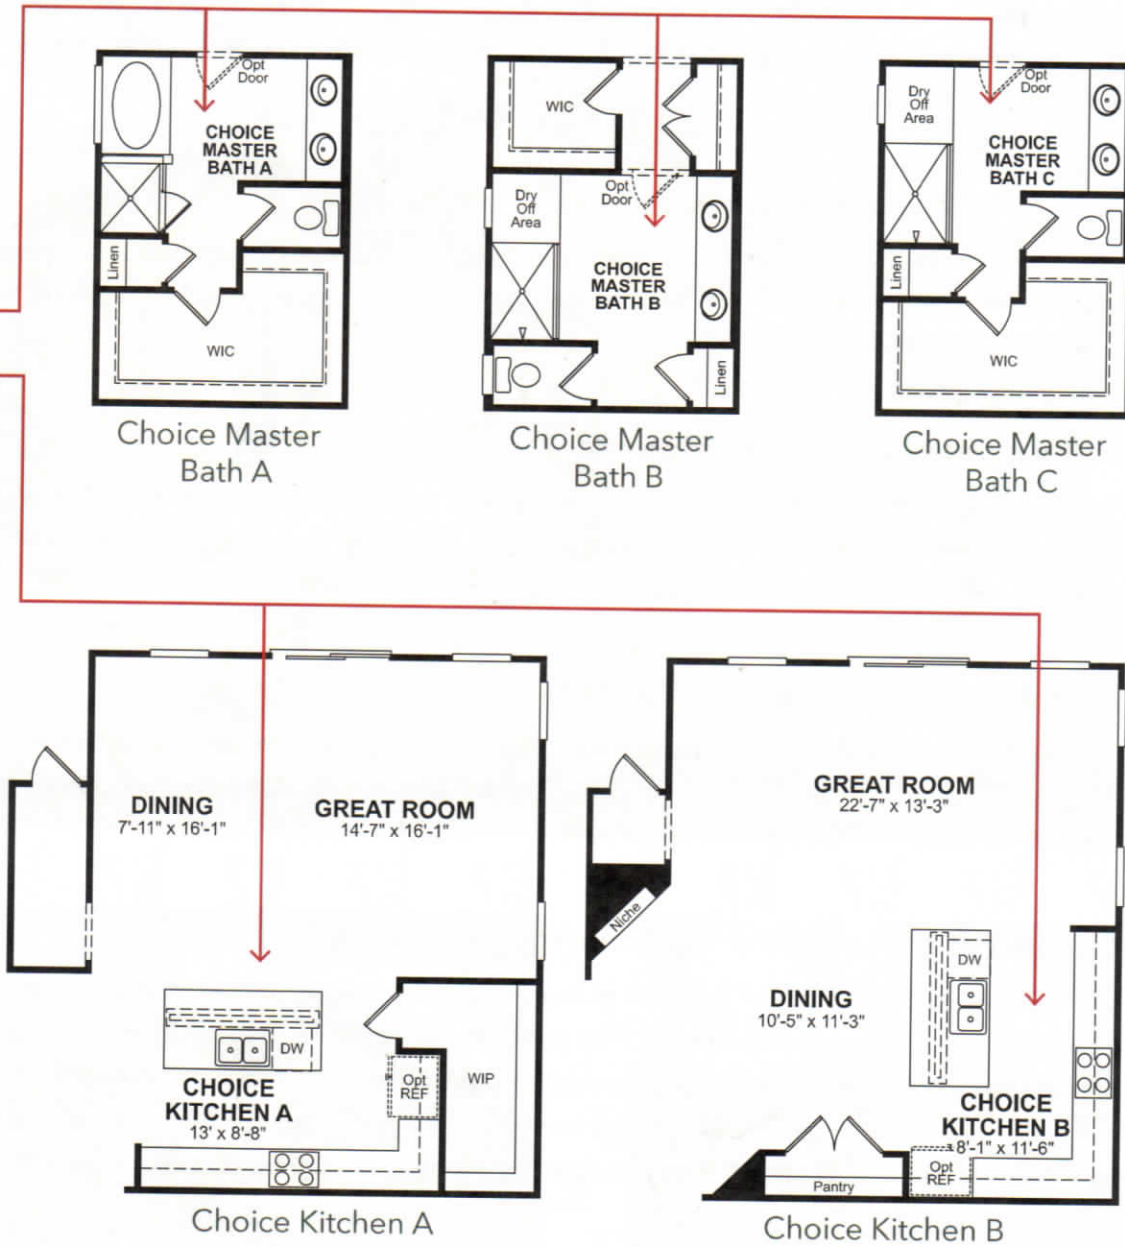 Opt
Door
CHOICE
MASTER
BATH A
Linen
WIC
Choice Master
Bath A
WIC
Opt
Door
Dry
Off
Area
CHOICE
MASTER
BATH B
Linen
Choice Master
Bath B
Opt
Door
Dry
Off
Area
CHOICE
MASTER
BATH C
Linen
WIC
Choice Master
Bath C
DINING
7'-11" x 16'-1"
GREAT ROOM
14'-7" x 16'-1"
DW
CHOICE
KITCHEN A
13' x 8'-8"
Opt
REF
WIP
Choice Kitchen A
GREAT ROOM
22'-7" x 13'-3"
Niche
DINING
10'-5" x 11'-3"
DW
CHOICE
KITCHEN B
8'-1" x 11'-6"
Opt
REF
Pantry
Choice Kitchen B